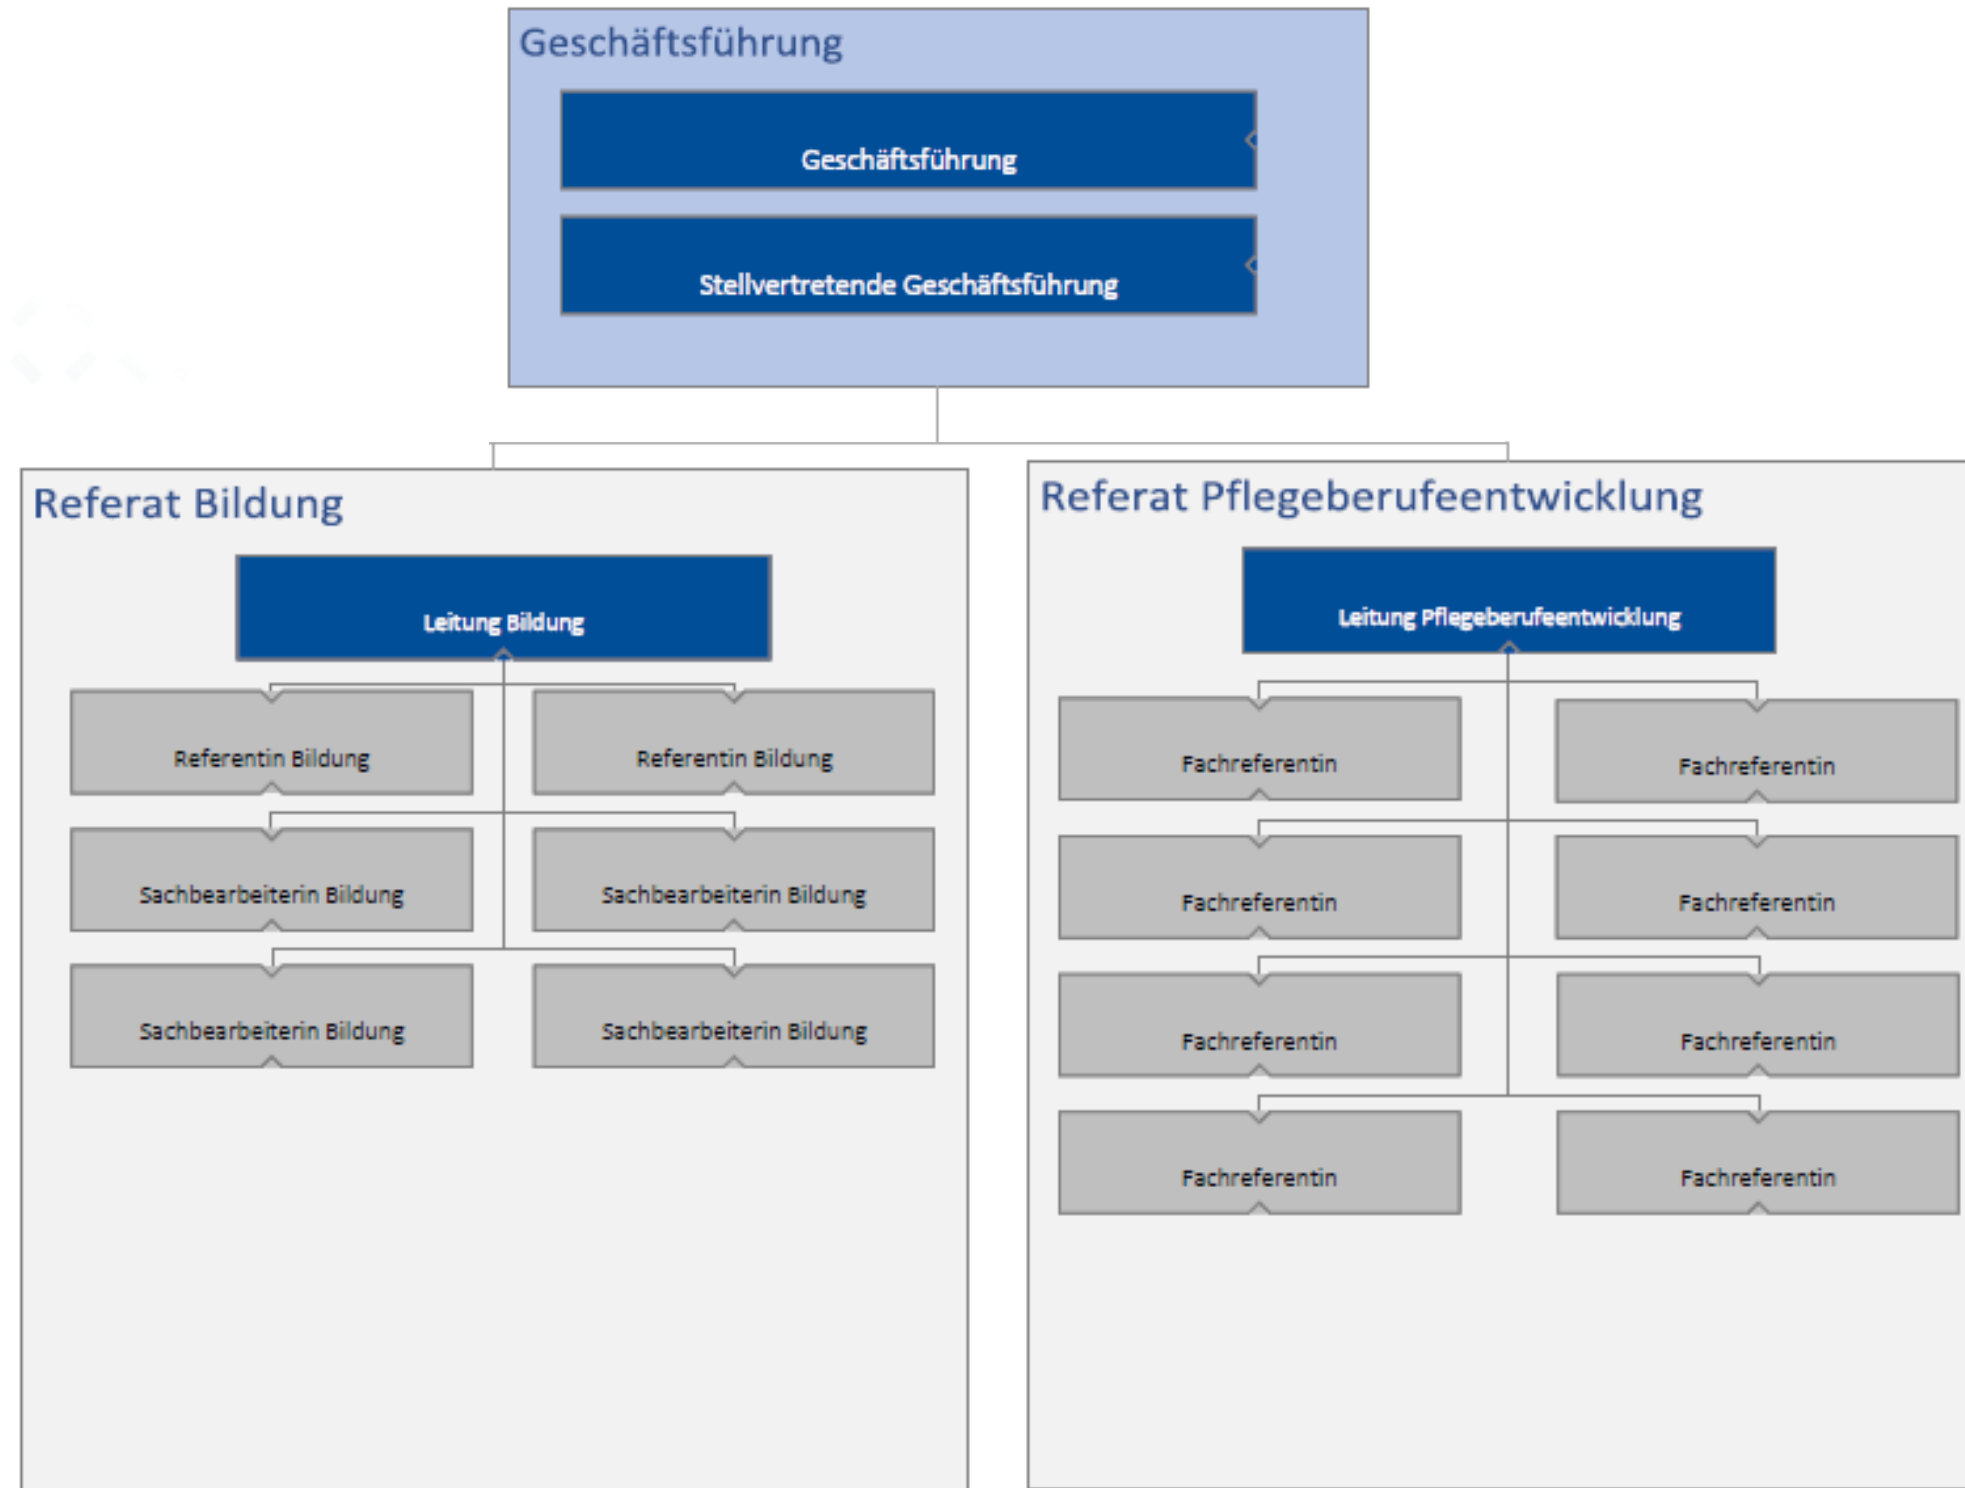 Geschäftsführung
Geschäftsführung
Stellvertretende Geschäftsführung
Referat Bildung
Leitung Bildung
Referentin Bildung
Referentin Bildung
Sachbearbeiterin Bildung
Sachbearbeiterin Bildung
Sachbearbeiterin Bildung
Sachbearbeiterin Bildung
Referat Pflegeberufeentwicklung
Leitung Pflegeberufeentwicklung
Fachreferentin
Fachreferentin
Fachreferentin
Fachreferentin
Fachreferentin
Fachreferentin
Fachreferentin
Fachreferentin